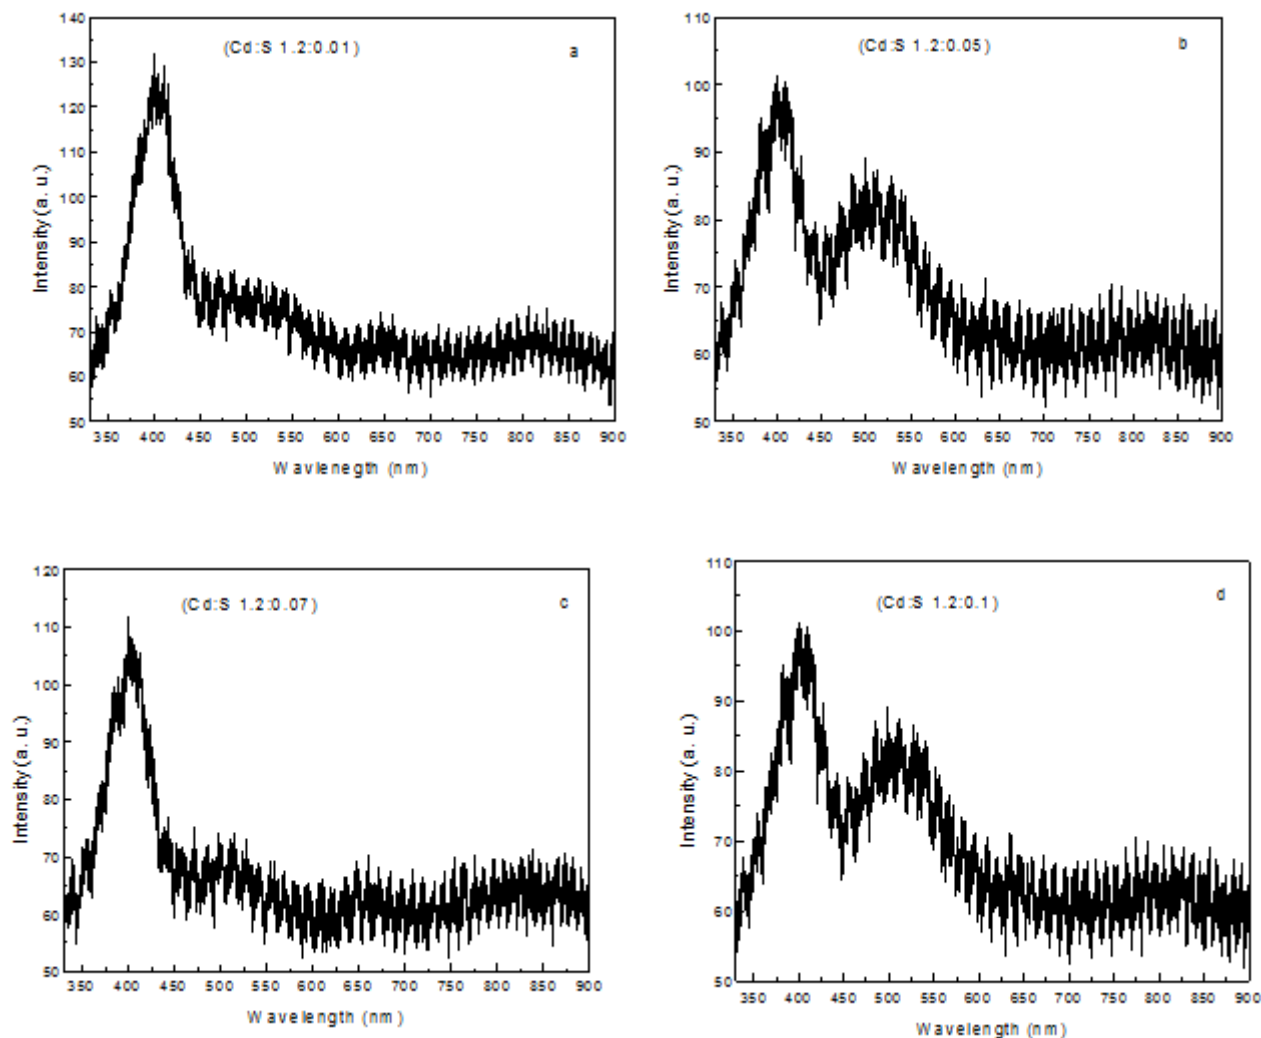 140
130
120
110
100
90
80
70
60
50
Intensity (a. u.)
(Cd:S 1.2:0.01)
a
350 400 450 500 550 600 650 700 750 800 850 900
Wavlenegth (nm)
110
100
90
80
70
60
50
Intensity (a. u.)
(Cd:S 1.2:0.05)
b
350 400 450 500 550 600 650 700 750 800 850 900
Wavelength (nm)
120
110
100
90
80
70
60
50
Intensity (a. u.)
(Cd:S 1.2:0.07)
c
350 400 450 500 550 600 650 700 750 800 850 900
Wavelength (nm)
110
100
90
80
70
60
50
Intensity (a. u.)
(Cd:S 1.2:0.1)
d
350 400 450 500 550 600 650 700 750 800 850 900
Wavelength (nm)